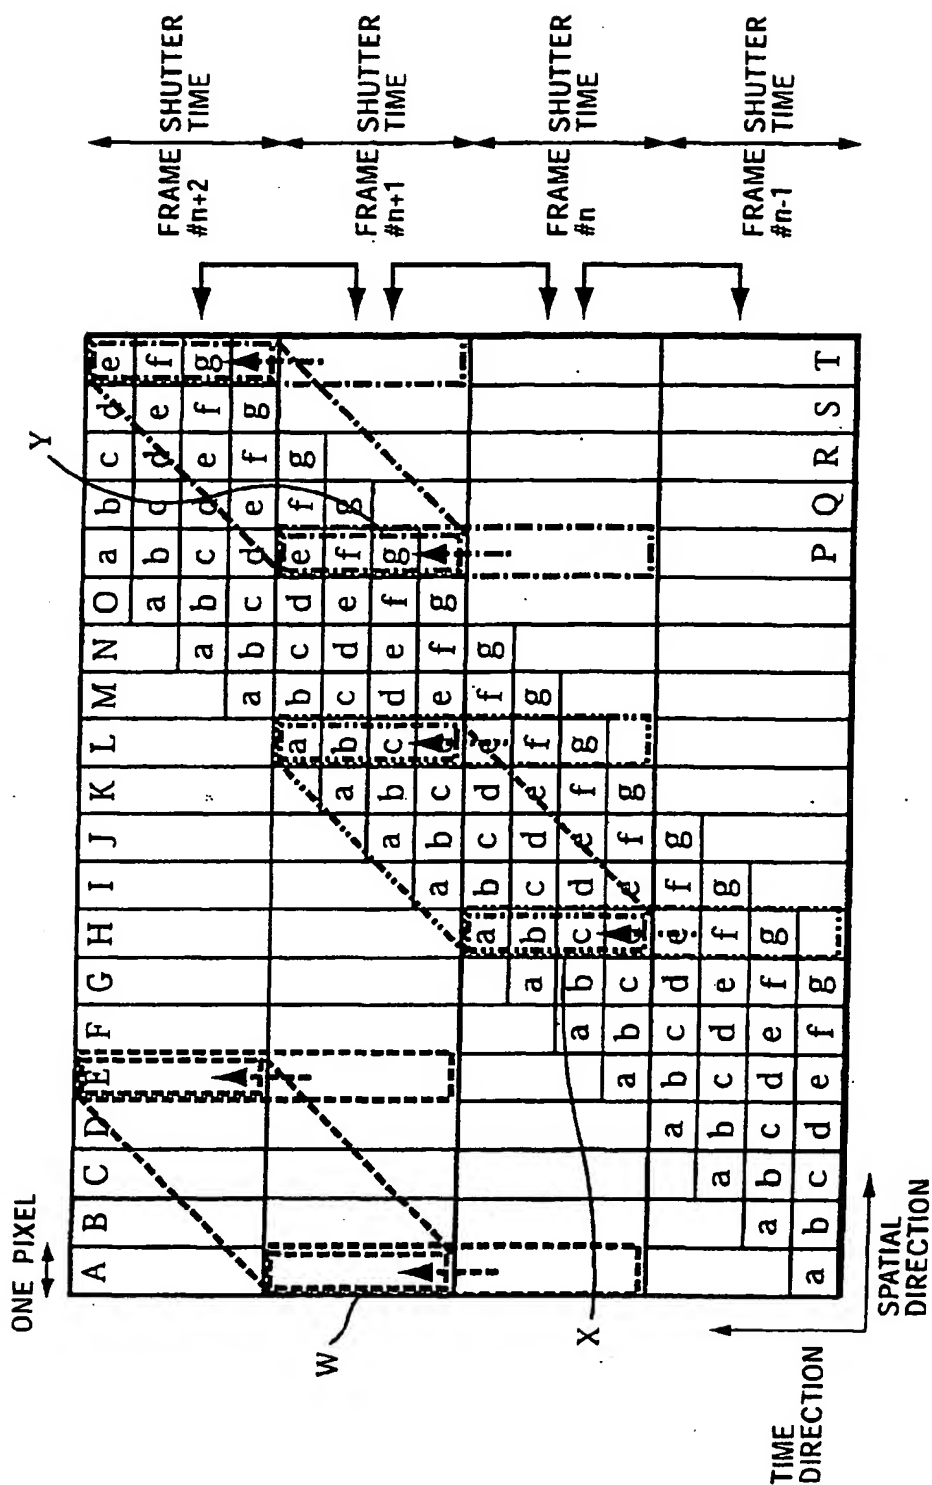 ONE PIXEL
A B C D E F G H I J K L M N O a b c d e
a b c d e f
a b c d e f g
a b c d e f g
a b c d e f g
a b c d e f g
a b c d e f g
a b c e f g
a b c d e f g
a b c d e f g
a b c d e f g
a b c e f g
a b c d e f g
a b c d e f g
a b c d e f g
a b c d e f g P Q R S T
W
X
Y
FRAME #n+2
SHUTTER TIME
FRAME #n+1
SHUTTER TIME
FRAME #n
SHUTTER TIME
FRAME #n-1
SHUTTER TIME
TIME DIRECTION
SPATIAL DIRECTION